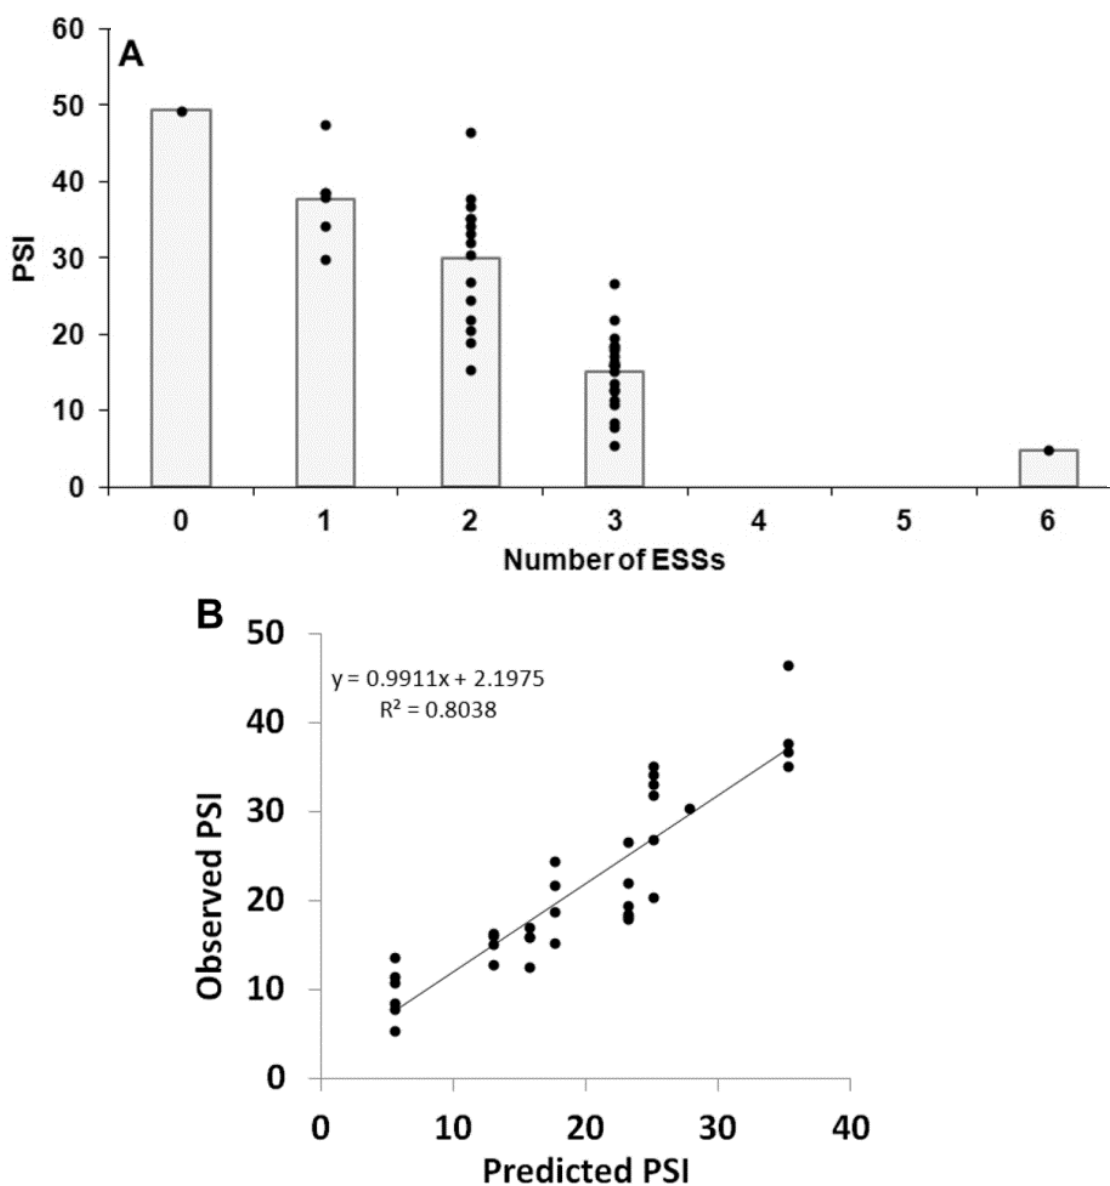 A
60
50
40
30
20
10
0
PSI
0 1 2 3 4 5 6
Number of ESSs
B
50
40
30
20
10
0
Observed PSI
y = 0.9911x + 2.1975
R² = 0.8038
0 10 20 30 40
Predicted PSI